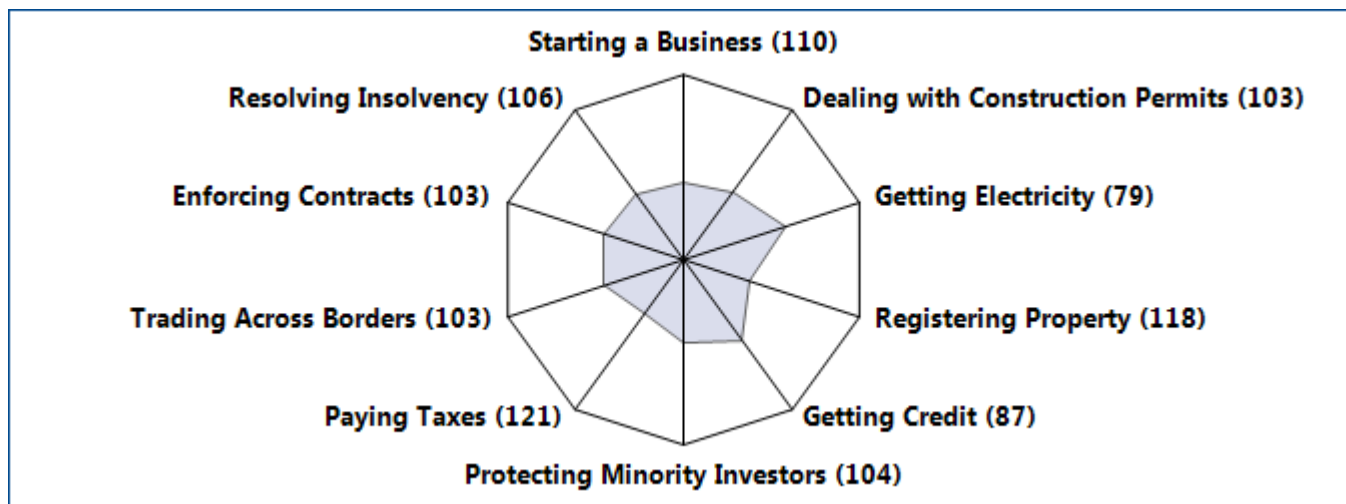 Starting a Business (110)
Resolving Insolvency (106)
Dealing with Construction Permits (103)
Enforcing Contracts (103)
Getting Electricity (79)
Trading Across Borders (103)
Registering Property (118)
Paying Taxes (121)
Getting Credit (87)
Protecting Minority Investors (104)